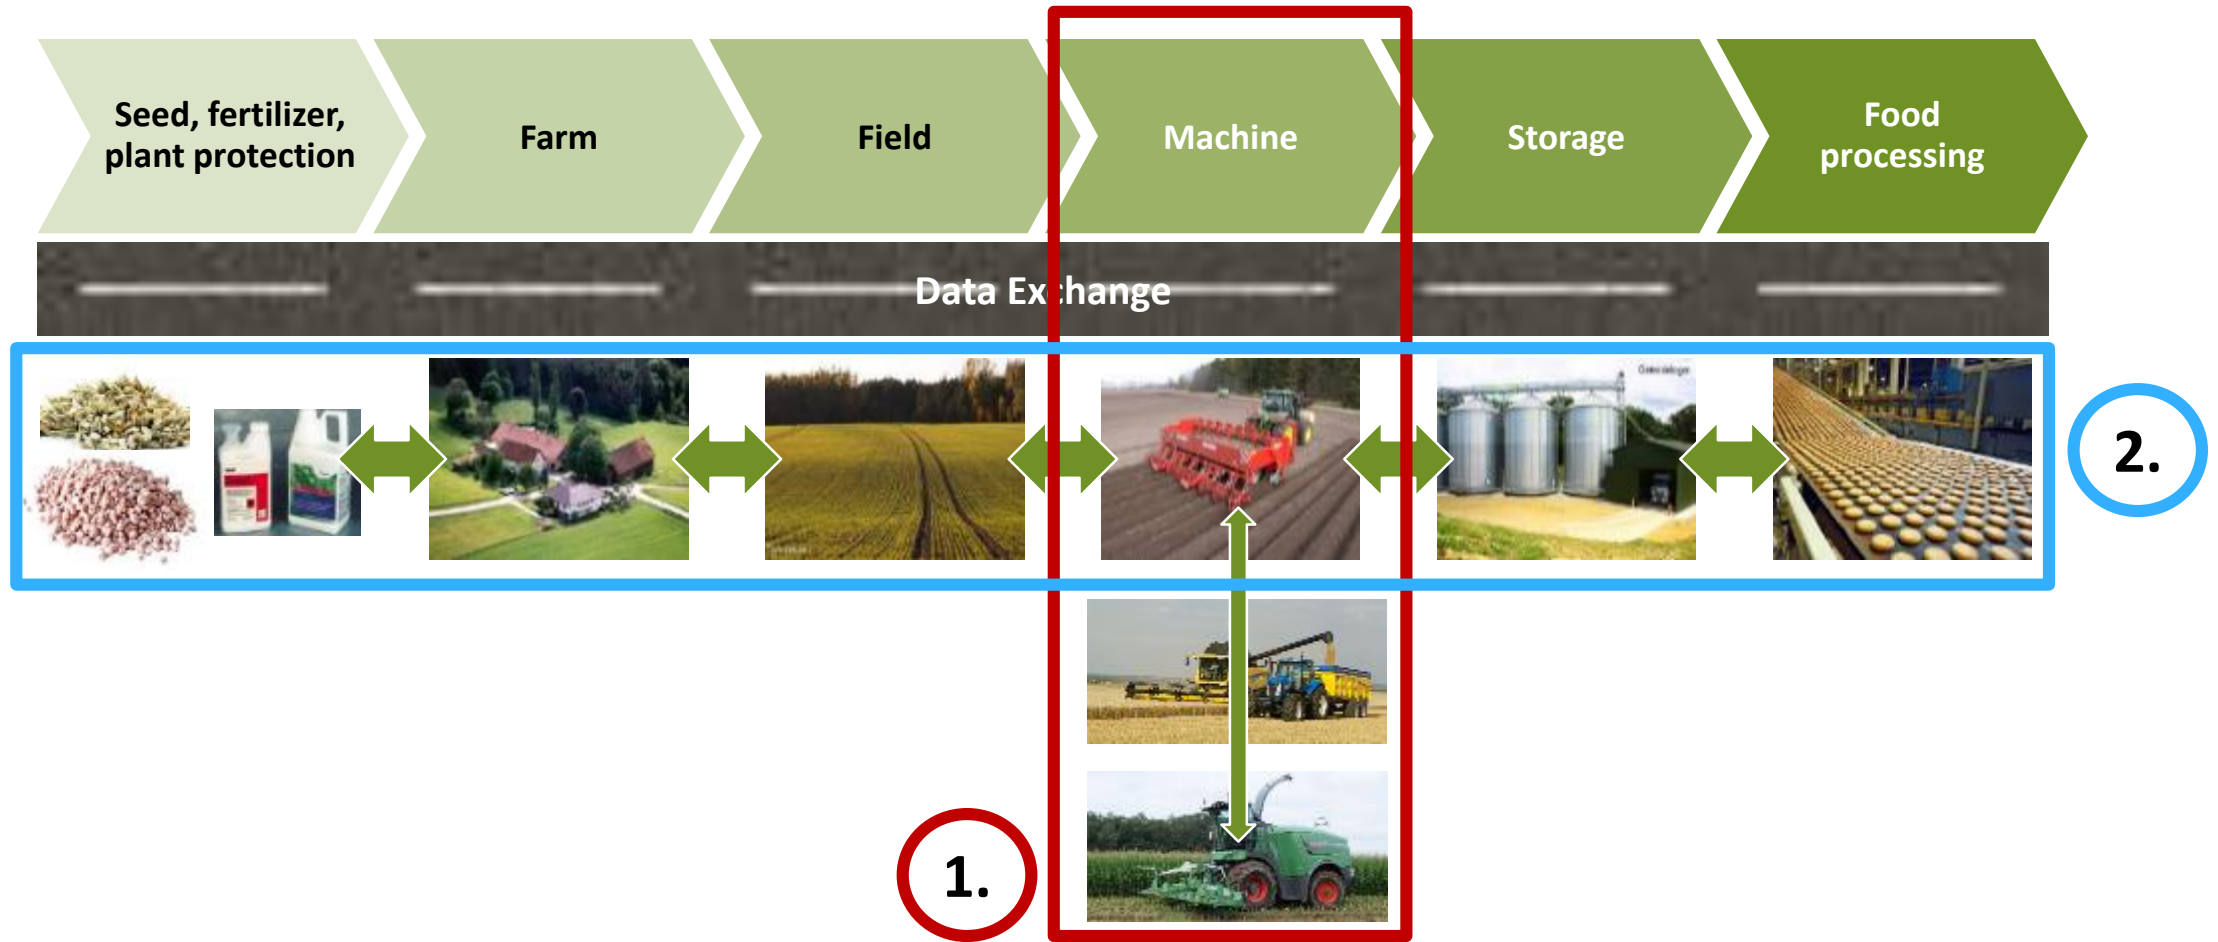 Seed, fertilizer,
plant protection
Farm
Field
Machine
Storage
Food
processing
Data Exchange
2.
1.